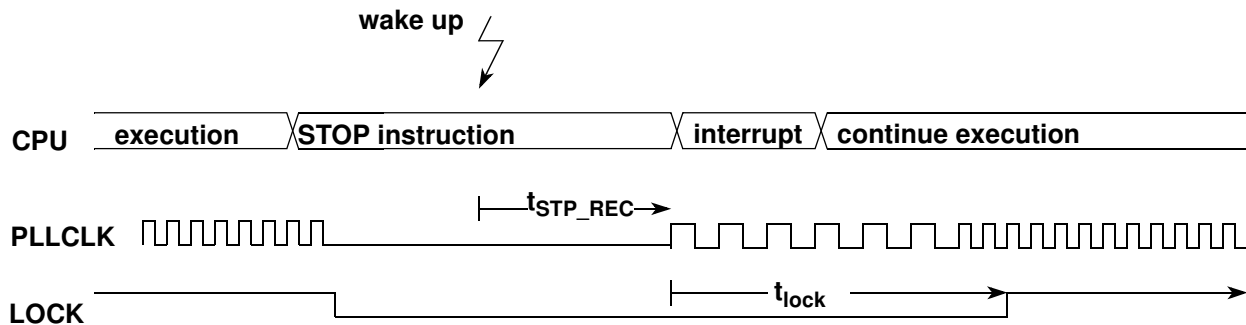 wake up
CPU execution STOP instruction interrupt continue execution
tSTP_REC
PLLCLK
tlock
LOCK